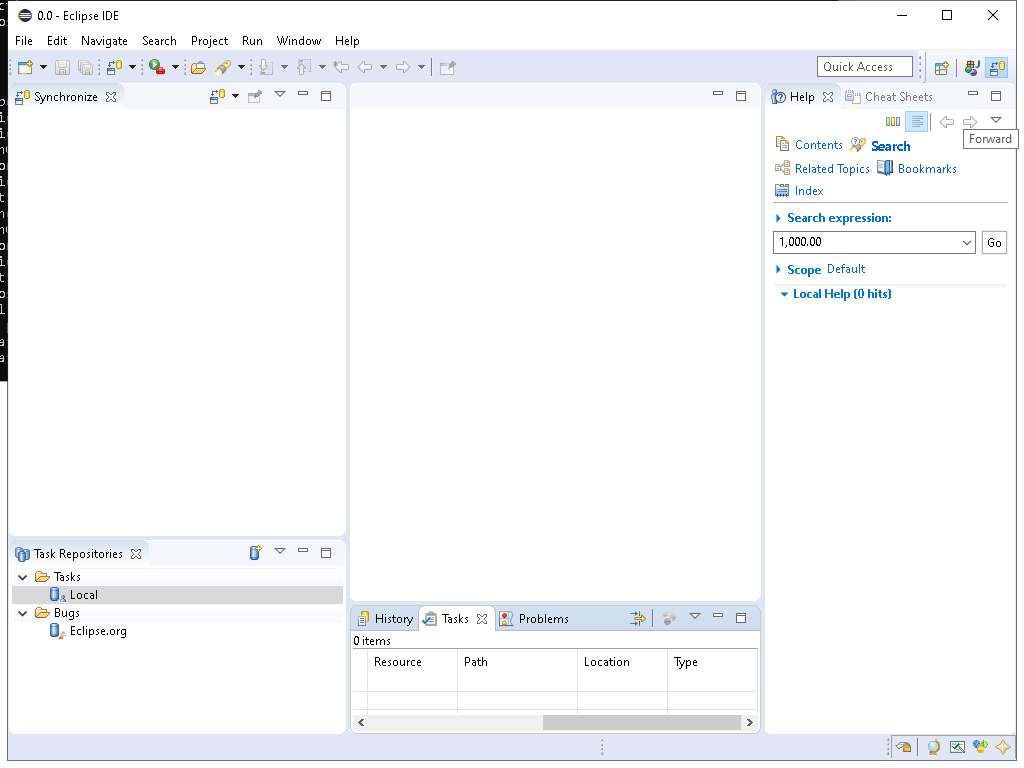 0.0 - Eclipse IDE
File Edit Navigate Search Project Run Window Help
Quick Access
Synchronize
Help Cheat Sheets
Forward
Contents Search
Related Topics Bookmarks
Index
Search expression:
1,000.00 Go
Scope Default
Local Help (0 hits)
Task Repositories
Tasks
Local
Bugs
Eclipse.org
History Tasks Problems
0 items
Resource Path Location Type